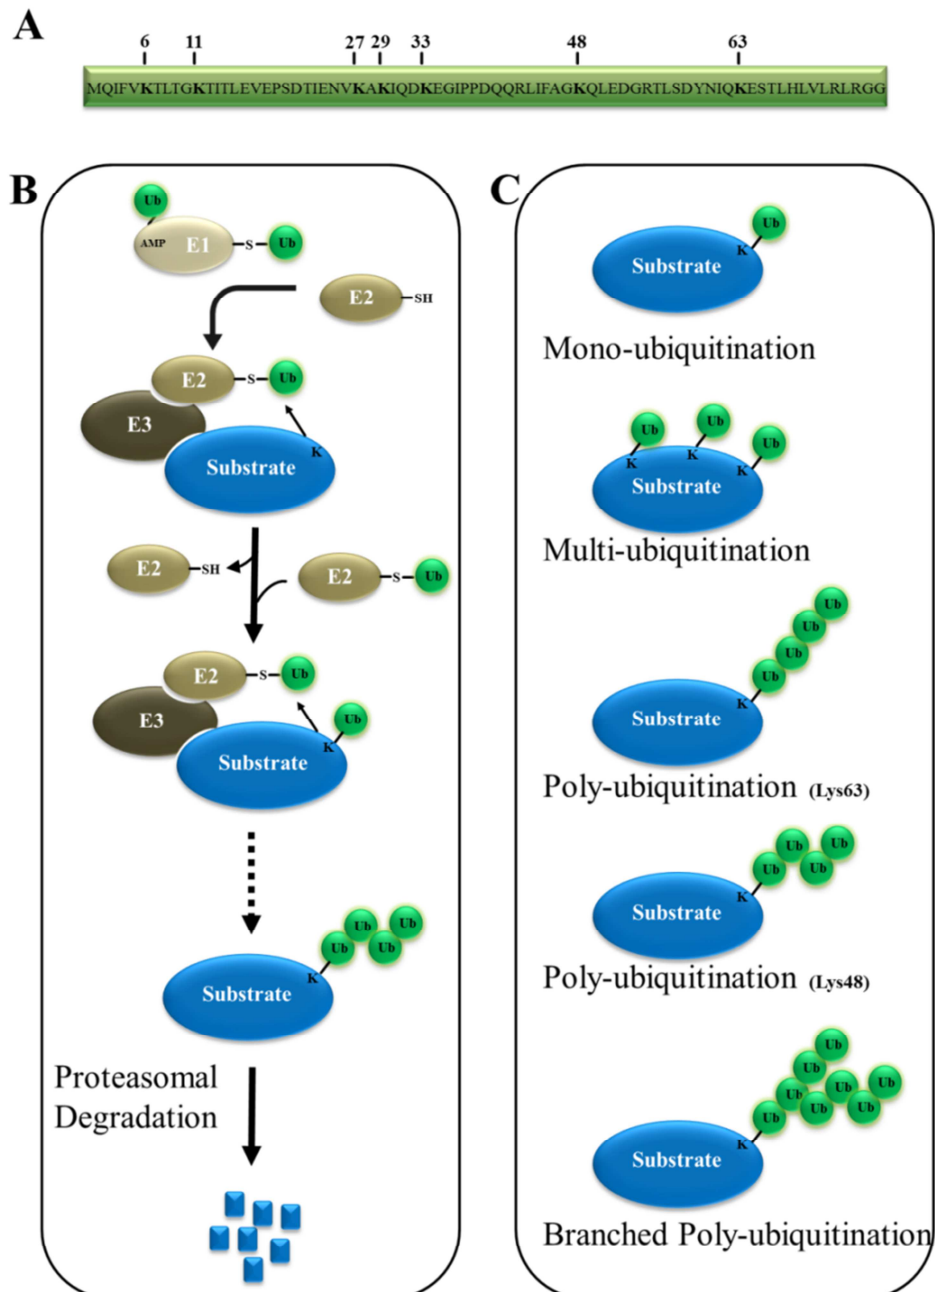 A
6 11 27 29 33 48 63
MQIFVKTLTGKTITLEVEPSDTIENVKAKIQDKEGIPPDQQRLIFAGKQLEDGRTLSDYNIQKESTLHLVLRLRGG
B
Ub
AMP E1 S Ub
E2 SH
E2 S Ub
E3
Substrate K
E2 SH E2 S Ub
E2 S Ub
E3 Ub
Substrate K
Ub Ub
Ub Ub
Substrate K
Proteasomal
Degradation
C
Ub
K
Substrate
Mono-ubiquitination
Ub Ub Ub
K K K
Substrate
Multi-ubiquitination
Ub
Ub
Ub
Ub
K
Substrate
Poly-ubiquitination (Lys63)
Ub Ub
Ub Ub
K
Substrate
Poly-ubiquitination (Lys48)
Ub
Ub
Ub Ub Ub
Ub Ub Ub
K
Substrate
Branched Poly-ubiquitination